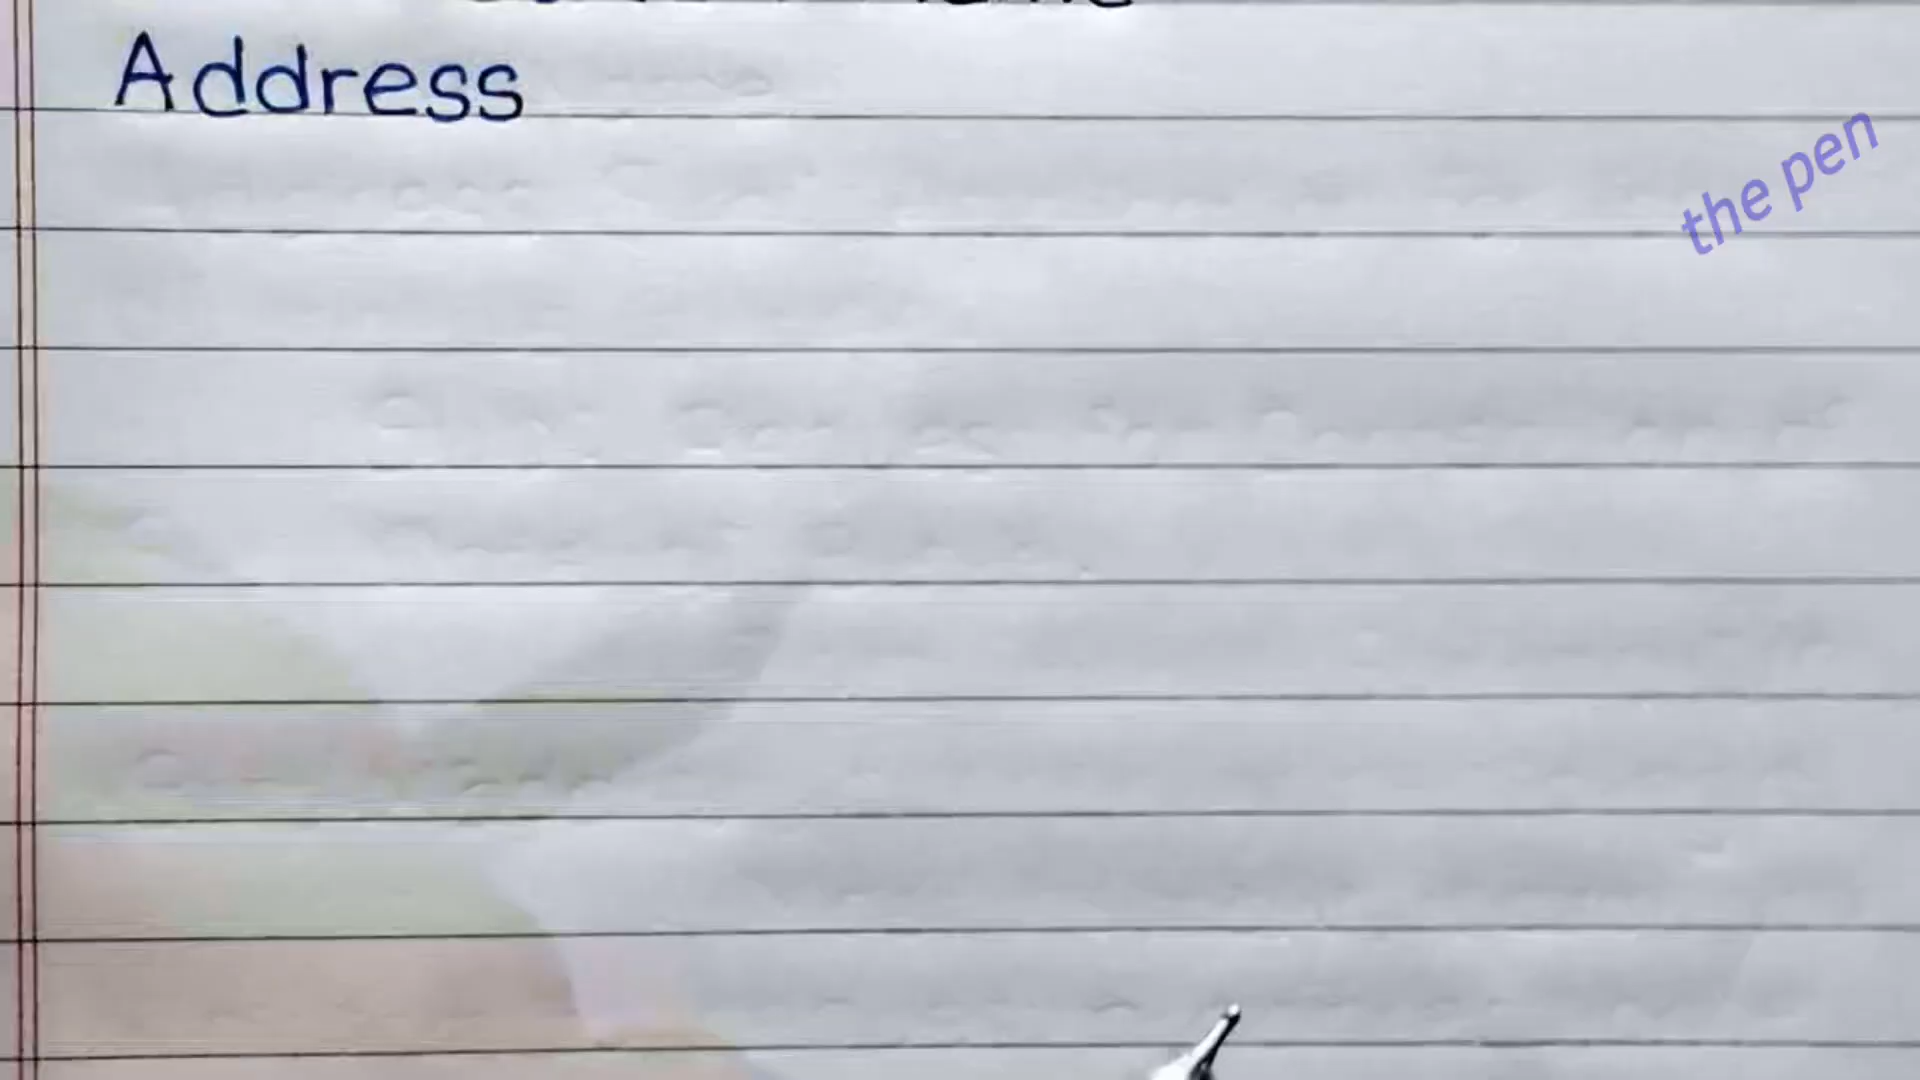 Address
the pen